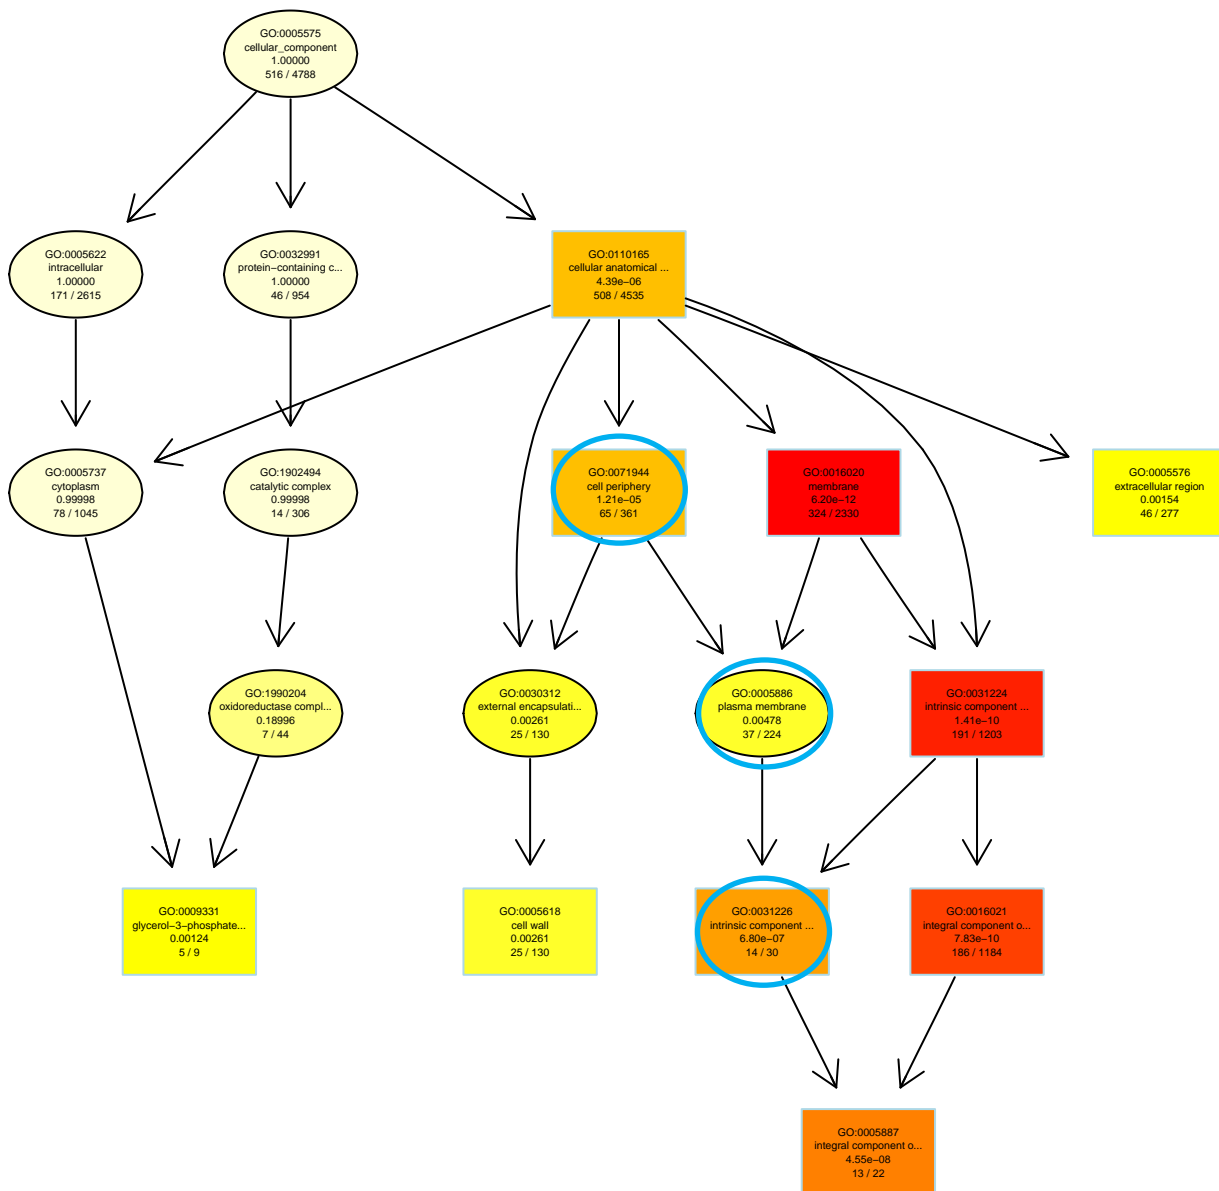 GO:0005575
cellular_component
1.00000
516 / 4788
GO:0005622
intracellular
1.00000
171 / 2615
GO:0032991
protein−containing c...
1.00000
46 / 954
GO:0110165
cellular anatomical ...
4.39e−06
508 / 4535
GO:0005737
cytoplasm
0.99998
78 / 1045
GO:1902494
catalytic complex
0.99998
14 / 306
GO:0071944
cell periphery
1.21e−05
65 / 361
GO:0016020
membrane
6.20e−12
324 / 2330
GO:0005576
extracellular region
0.00154
46 / 277
GO:1990204
oxidoreductase compl...
0.18996
7 / 44
GO:0030312
external encapsulati...
0.00261
25 / 130
GO:0005886
plasma membrane
0.00478
37 / 224
GO:0031224
intrinsic component ...
1.41e−10
191 / 1203
GO:0009331
glycerol−3−phosphate...
0.00124
5 / 9
GO:0005618
cell wall
0.00261
25 / 130
GO:0031226
intrinsic component ...
6.80e−07
14 / 30
GO:0016021
integral component o...
7.83e−10
186 / 1184
GO:0005887
integral component o...
4.55e−08
13 / 22